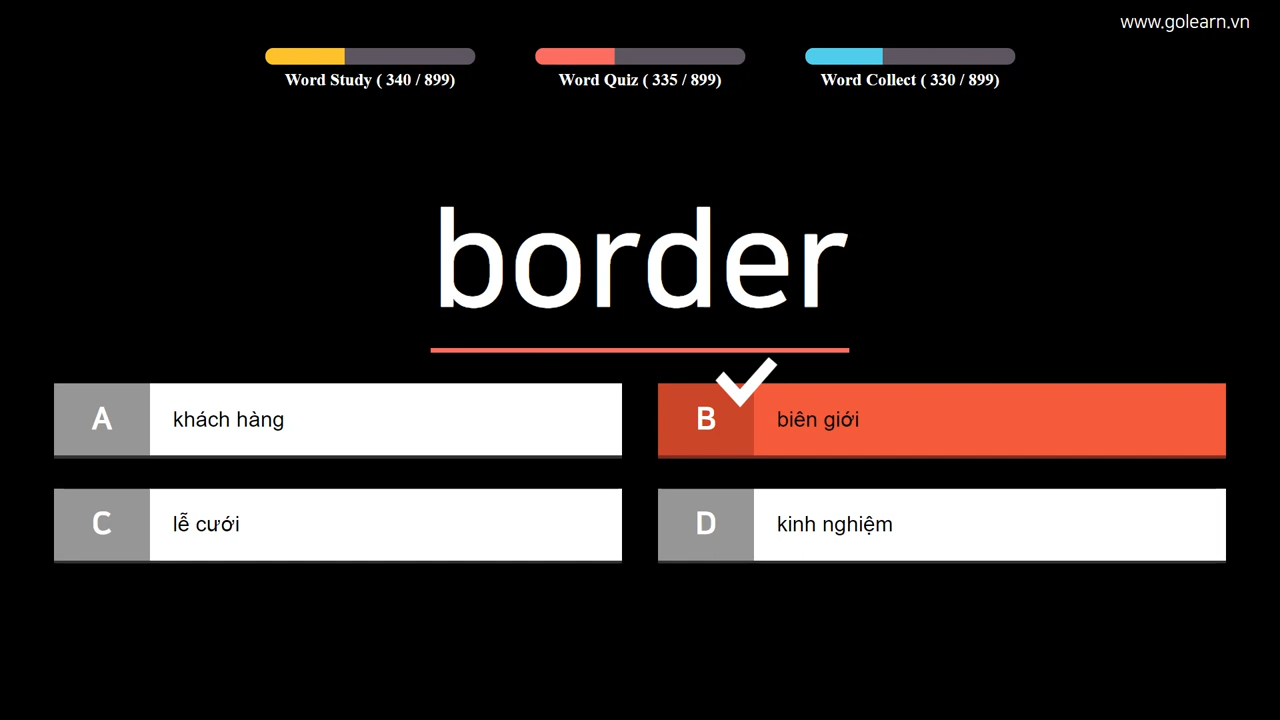 www.golearn.vn
Word Study ( 340 / 899)
Word Quiz ( 335 / 899)
Word Collect ( 330 / 899)
border
A khách hàng
B biên giới
C lễ cưới
D kinh nghiệm